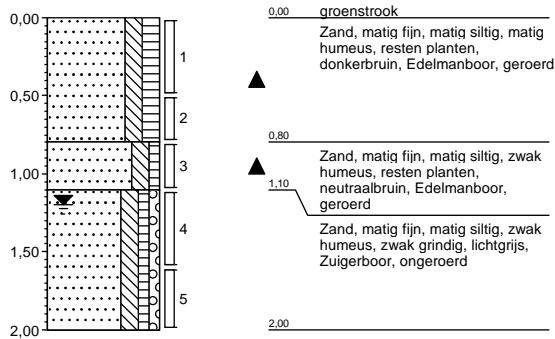 0,00
0,50
1,00
1,50
2,00
1
2
3
4
5
0,00
groenstrook
Zand, matig fijn, matig siltig, matig
humeus, resten planten,
donkerbruin, Edelmanboor, geroerd
0,80
Zand, matig fijn, matig siltig, zwak
humeus, resten planten,
neutraalbruin, Edelmanboor,
geroerd
1,10
Zand, matig fijn, matig siltig, zwak
humeus, zwak grindig, lichtgrijs,
Zuigerboor, ongeroerd
2,00